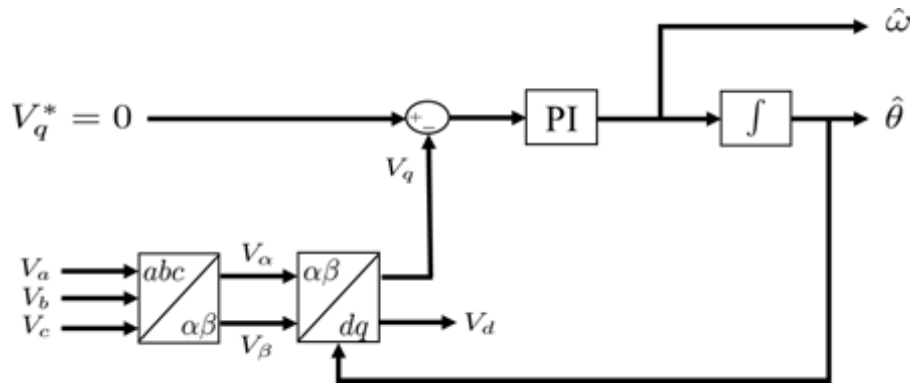 ω̂
V_q^* = 0
+
−
PI
∫
θ̂
V_q
V_a
V_b
V_c
abc
αβ
V_α
V_β
αβ
dq
V_d